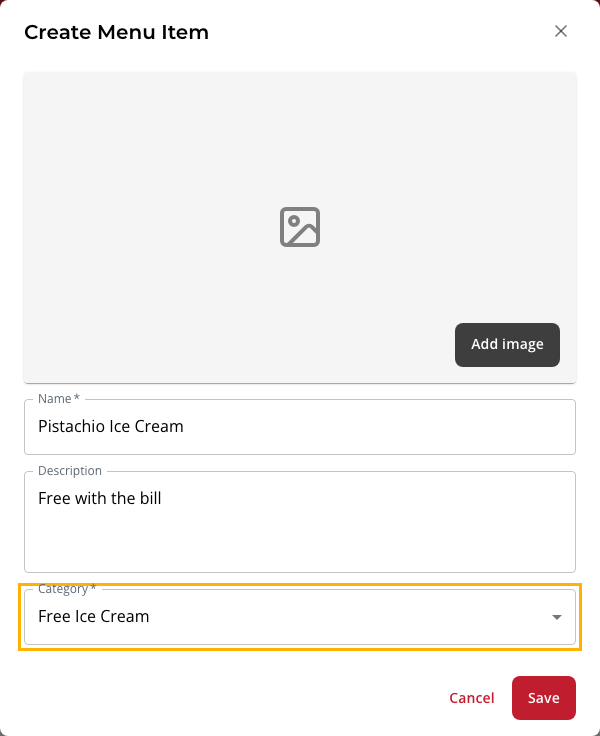 Create Menu Item
Add image
Name *
Pistachio Ice Cream
Description
Free with the bill
Category *
Free Ice Cream
Cancel
Save